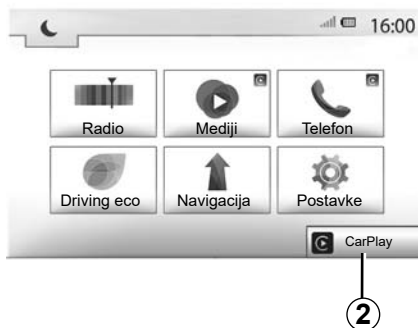 16:00
Radio
Mediji
Telefon
Driving eco
Navigacija
Postavke
CarPlay
2